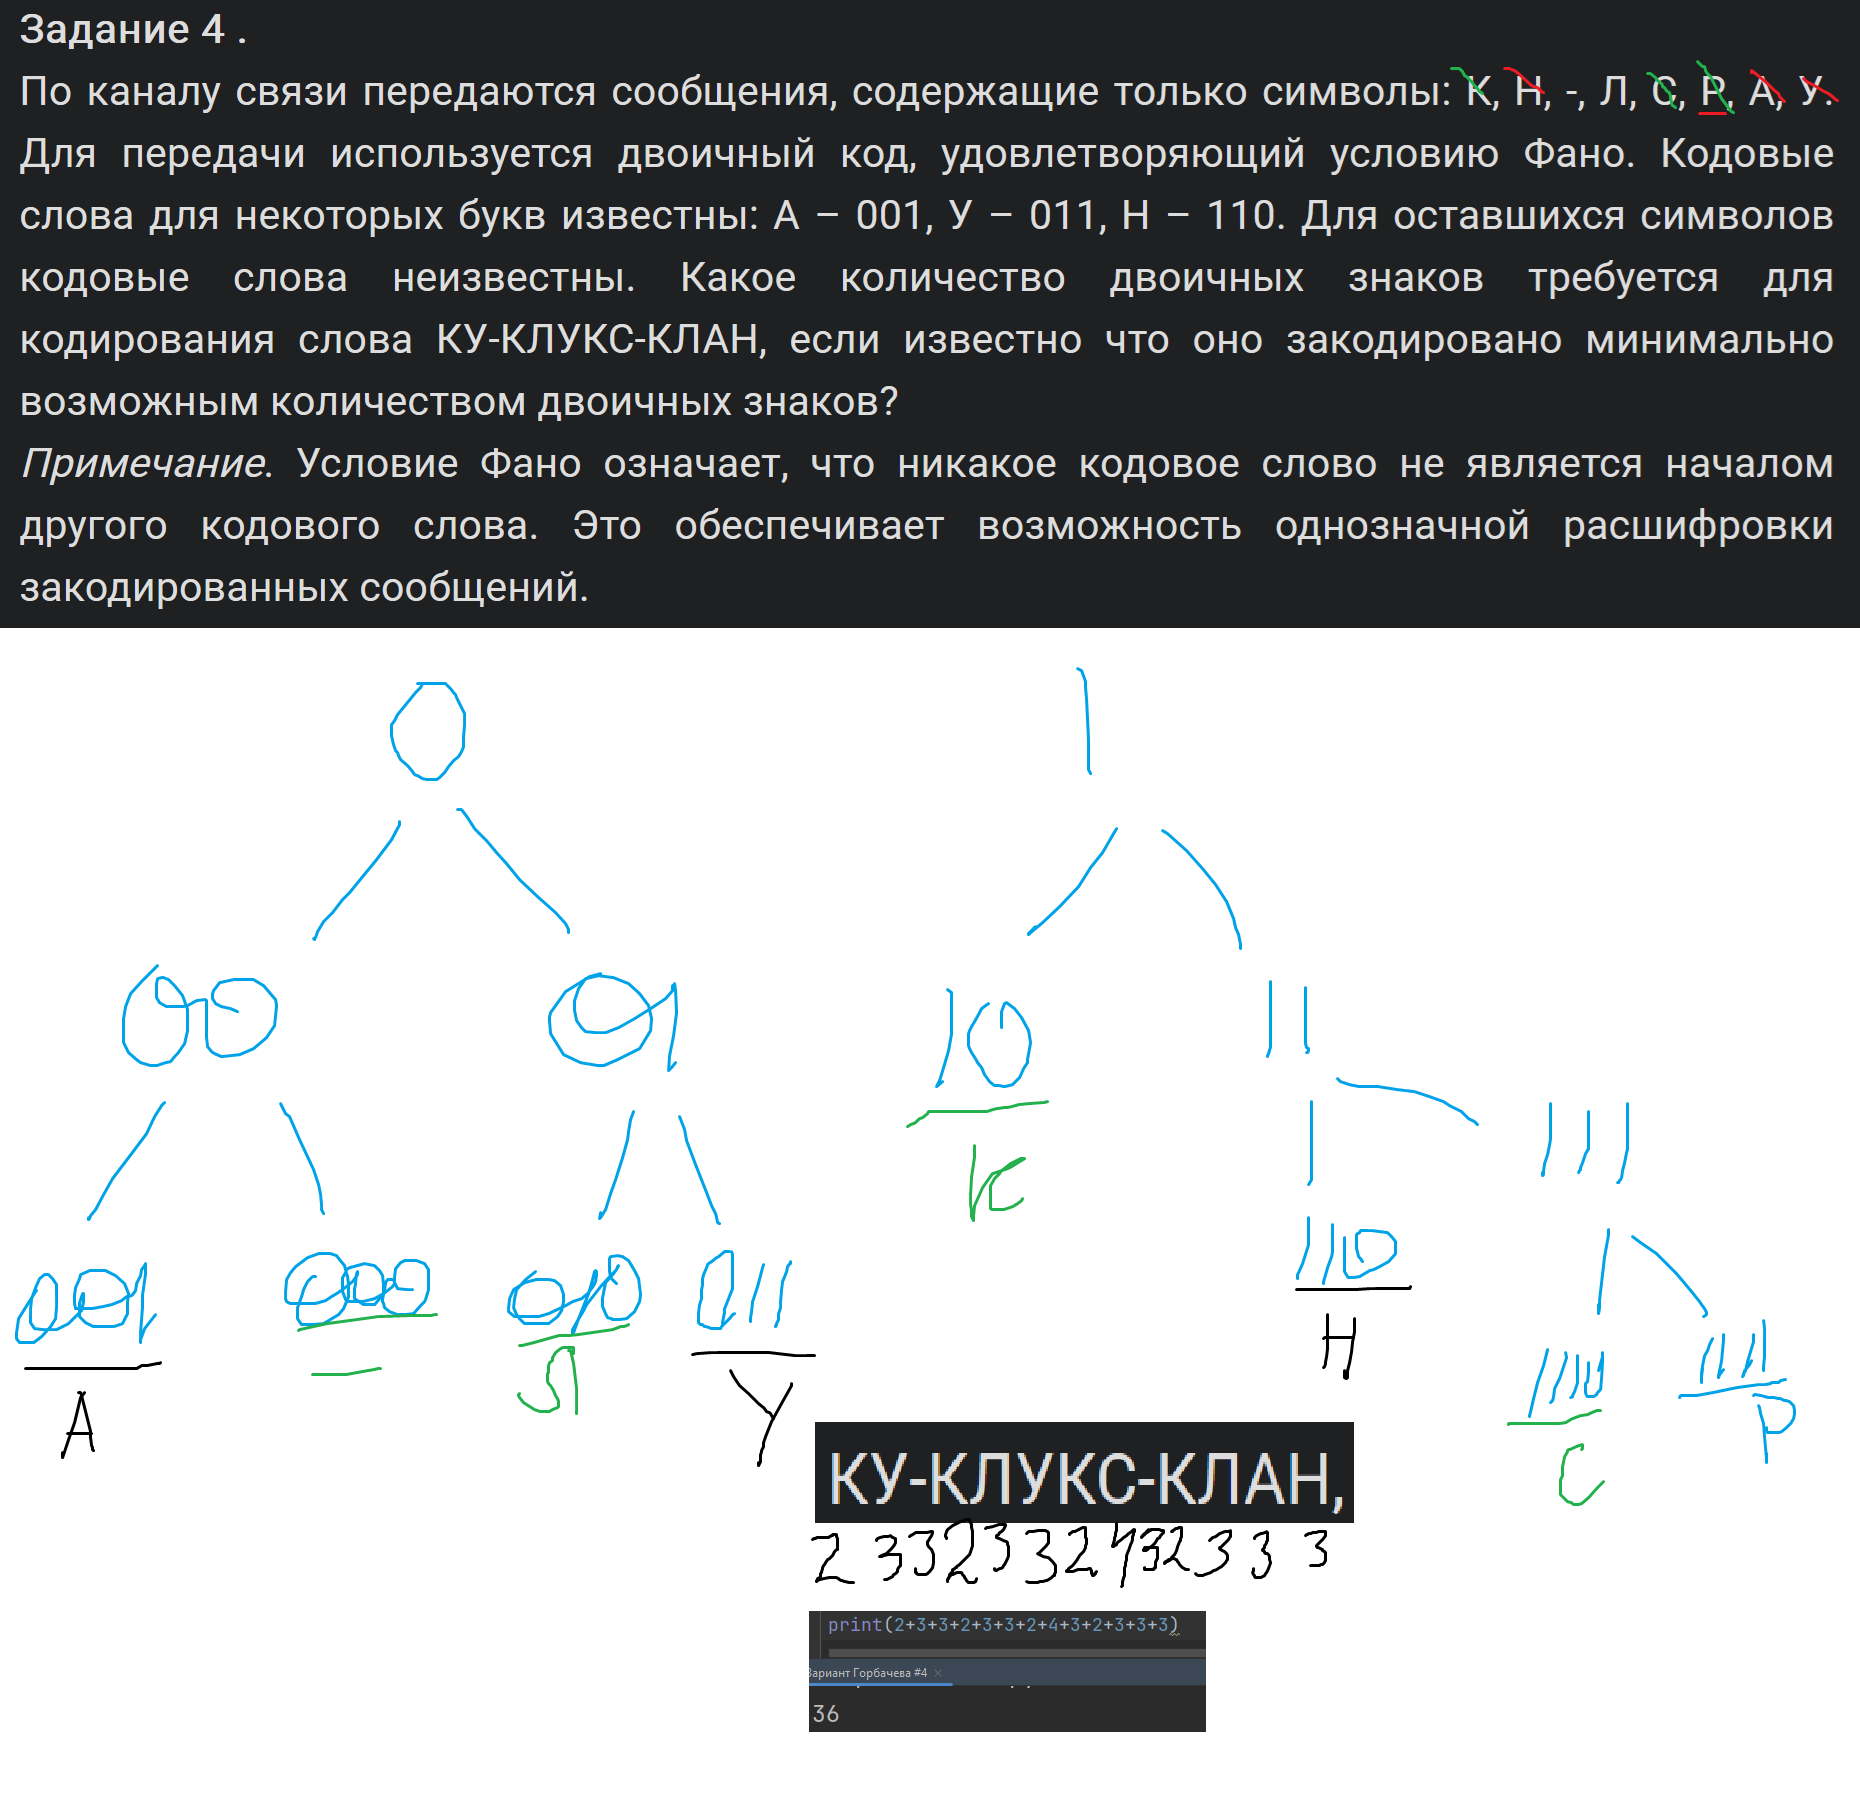 Задание 4 .
По каналу связи передаются сообщения, содержащие только символы: К, Н, -, Л, С, Р, А, У.
Для передачи используется двоичный код, удовлетворяющий условию Фано. Кодовые
слова для некоторых букв известны: А – 001, У – 011, Н – 110. Для оставшихся символов
кодовые слова неизвестны. Какое количество двоичных знаков требуется для
кодирования слова КУ-КЛУКС-КЛАН, если известно что оно закодировано минимально
возможным количеством двоичных знаков?
Примечание. Условие Фано означает, что никакое кодовое слово не является началом
другого кодового слова. Это обеспечивает возможность однозначной расшифровки
закодированных сообщений.
0 1
00 01 10 11
К 111
001 000 010 011 110
Н
1110 1111
А - Л У С Р
КУ-КЛУКС-КЛАН,
2 3 3 2 3 3 2 4 3 2 3 3 3
print(2+3+3+2+3+3+2+4+3+2+3+3+3)
Вариант Горбачева #4 ×
36